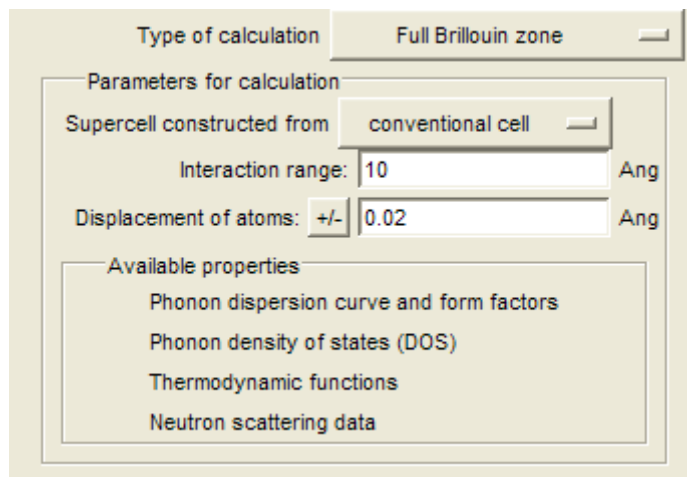 Type of calculation Full Brillouin zone
Parameters for calculation
Supercell constructed from conventional cell
Interaction range: 10 Ang
Displacement of atoms: +/- 0.02 Ang
Available properties
Phonon dispersion curve and form factors
Phonon density of states (DOS)
Thermodynamic functions
Neutron scattering data